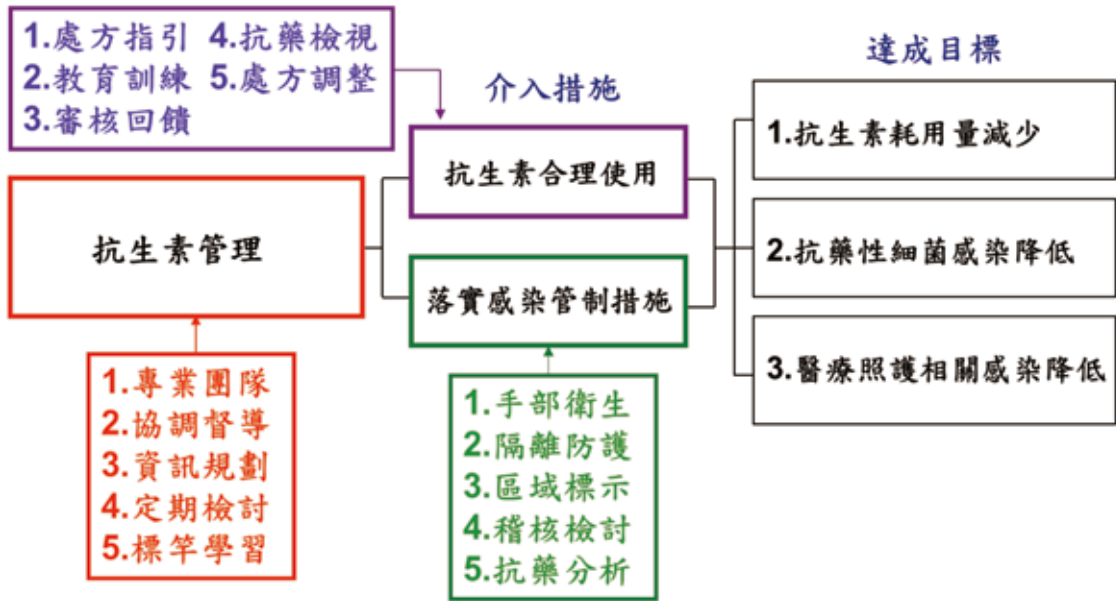 1.處方指引 4.抗藥檢視
2.教育訓練 5.處方調整
3.審核回饋
介入措施
達成目標
抗生素管理
抗生素合理使用
落實感染管制措施
1.抗生素耗用量減少
2.抗藥性細菌感染降低
3.醫療照護相關感染降低
1.專業團隊
2.協調督導
3.資訊規劃
4.定期檢討
5.標竿學習
1.手部衛生
2.隔離防護
3.區域標示
4.稽核檢討
5.抗藥分析